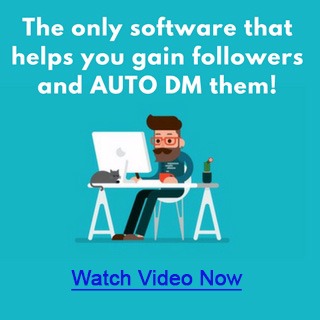 The only software that
helps you gain followers
and AUTO DM them!
Watch Video Now